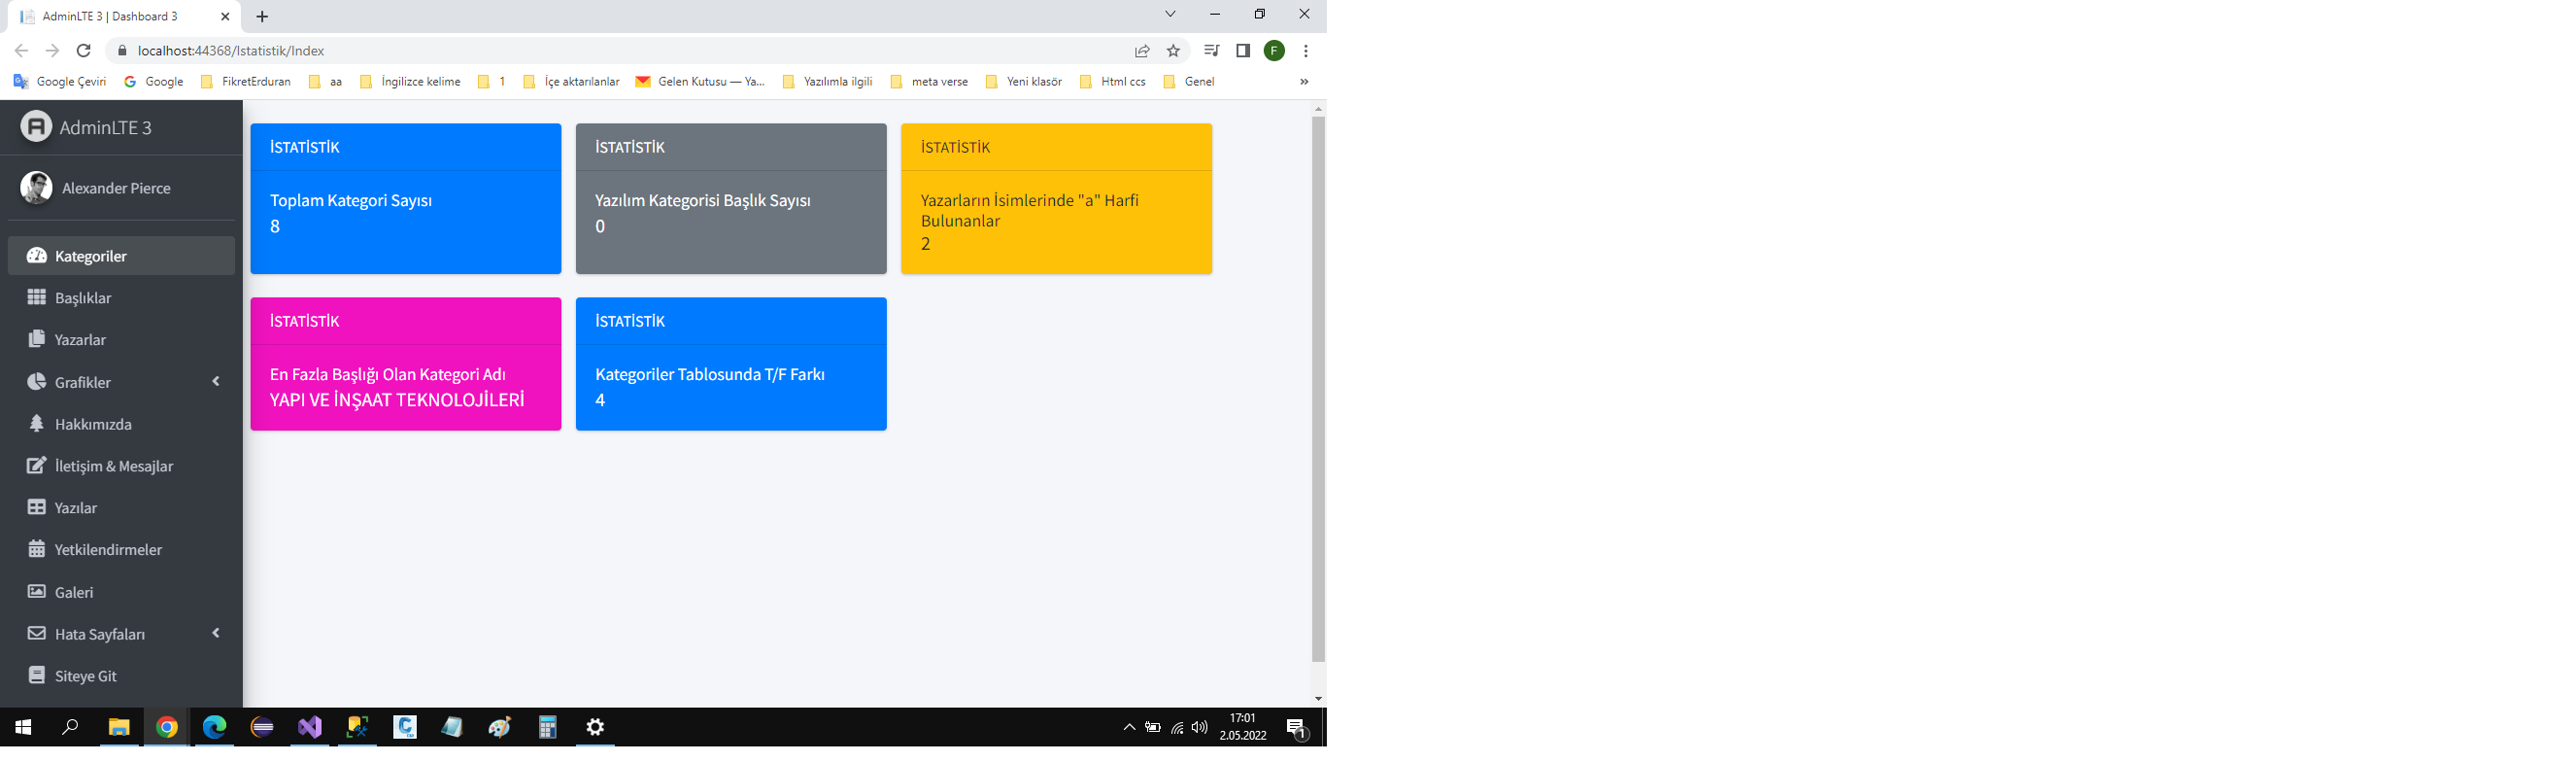 AdminLTE 3 | Dashboard 3
localhost:44368/Istatistik/Index
F
Google Çeviri
Google
FikretErduran
aa
İngilizce kelime
1
İçe aktarılanlar
Gelen Kutusu — Ya...
Yazılımla ilgili
meta verse
Yeni klasör
Html ccs
Genel
»
AdminLTE 3
Alexander Pierce
Kategoriler
Başlıklar
Yazarlar
Grafikler
Hakkımızda
İletişim & Mesajlar
Yazılar
Yetkilendirmeler
Galeri
Hata Sayfaları
Siteye Git
İSTATİSTİK
Toplam Kategori Sayısı
8
İSTATİSTİK
Yazılım Kategorisi Başlık Sayısı
0
İSTATİSTİK
Yazarların İsimlerinde "a" Harfi
Bulunanlar
2
İSTATİSTİK
En Fazla Başlığı Olan Kategori Adı
YAPI VE İNŞAAT TEKNOLOJİLERİ
İSTATİSTİK
Kategoriler Tablosunda T/F Farkı
4
17:01
2.05.2022
1